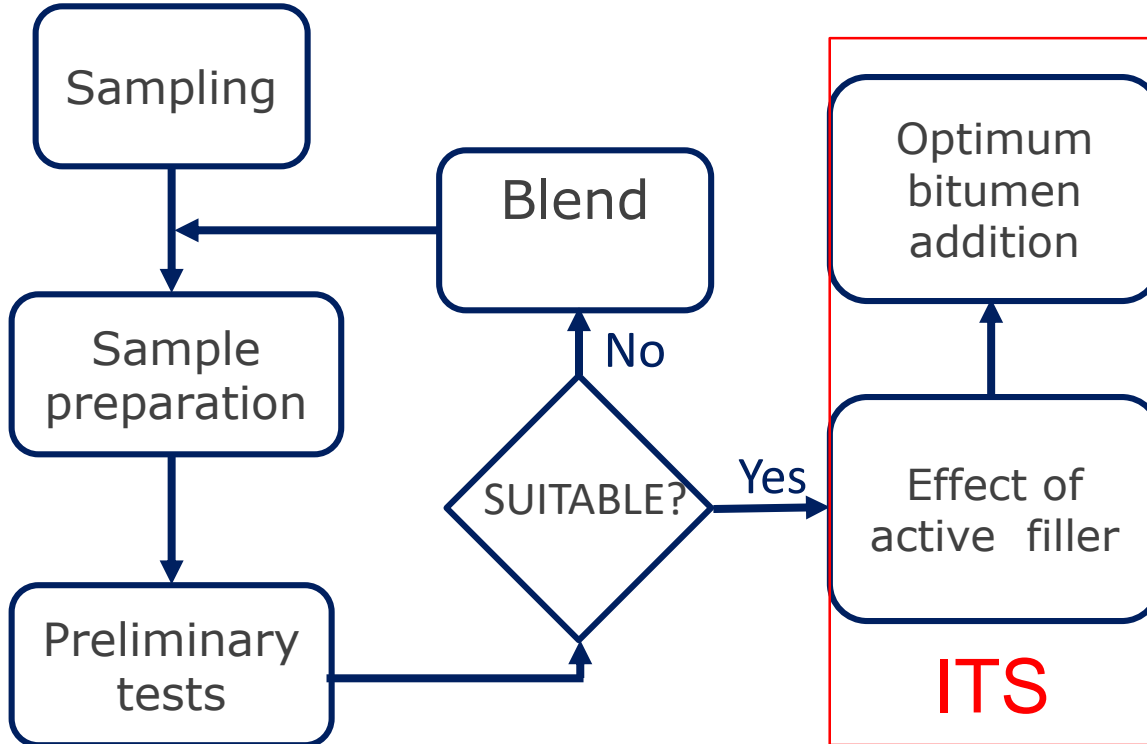 Sampling
Sample
preparation
Preliminary
tests
SUITABLE?
No
Blend
Yes
Effect of
active  filler
Optimum
bitumen
addition
ITS